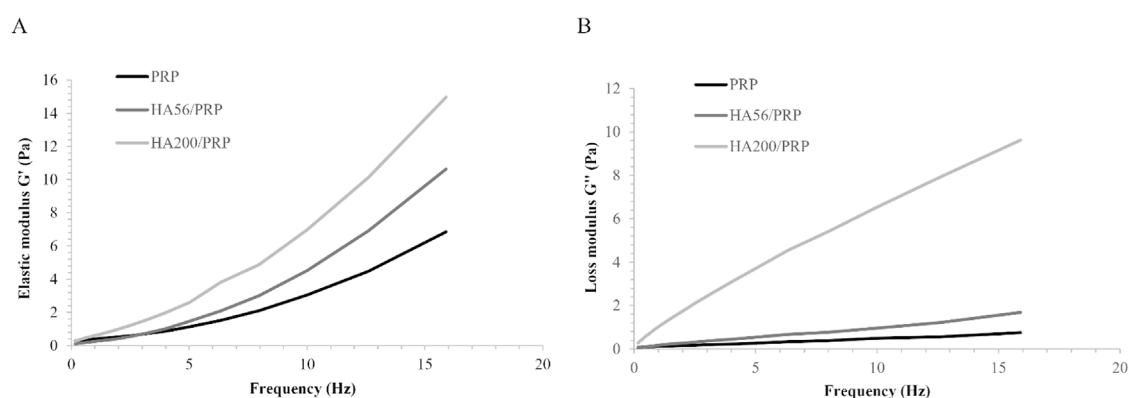 A
B
Elastic modulus G' (Pa)
16
14
12
10
8
6
4
2
0
PRP
HA56/PRP
HA200/PRP
0
5
10
15
20
Frequency (Hz)
Loss modulus G'' (Pa)
12
10
8
6
4
2
0
PRP
HA56/PRP
HA200/PRP
0
5
10
15
20
Frequency (Hz)